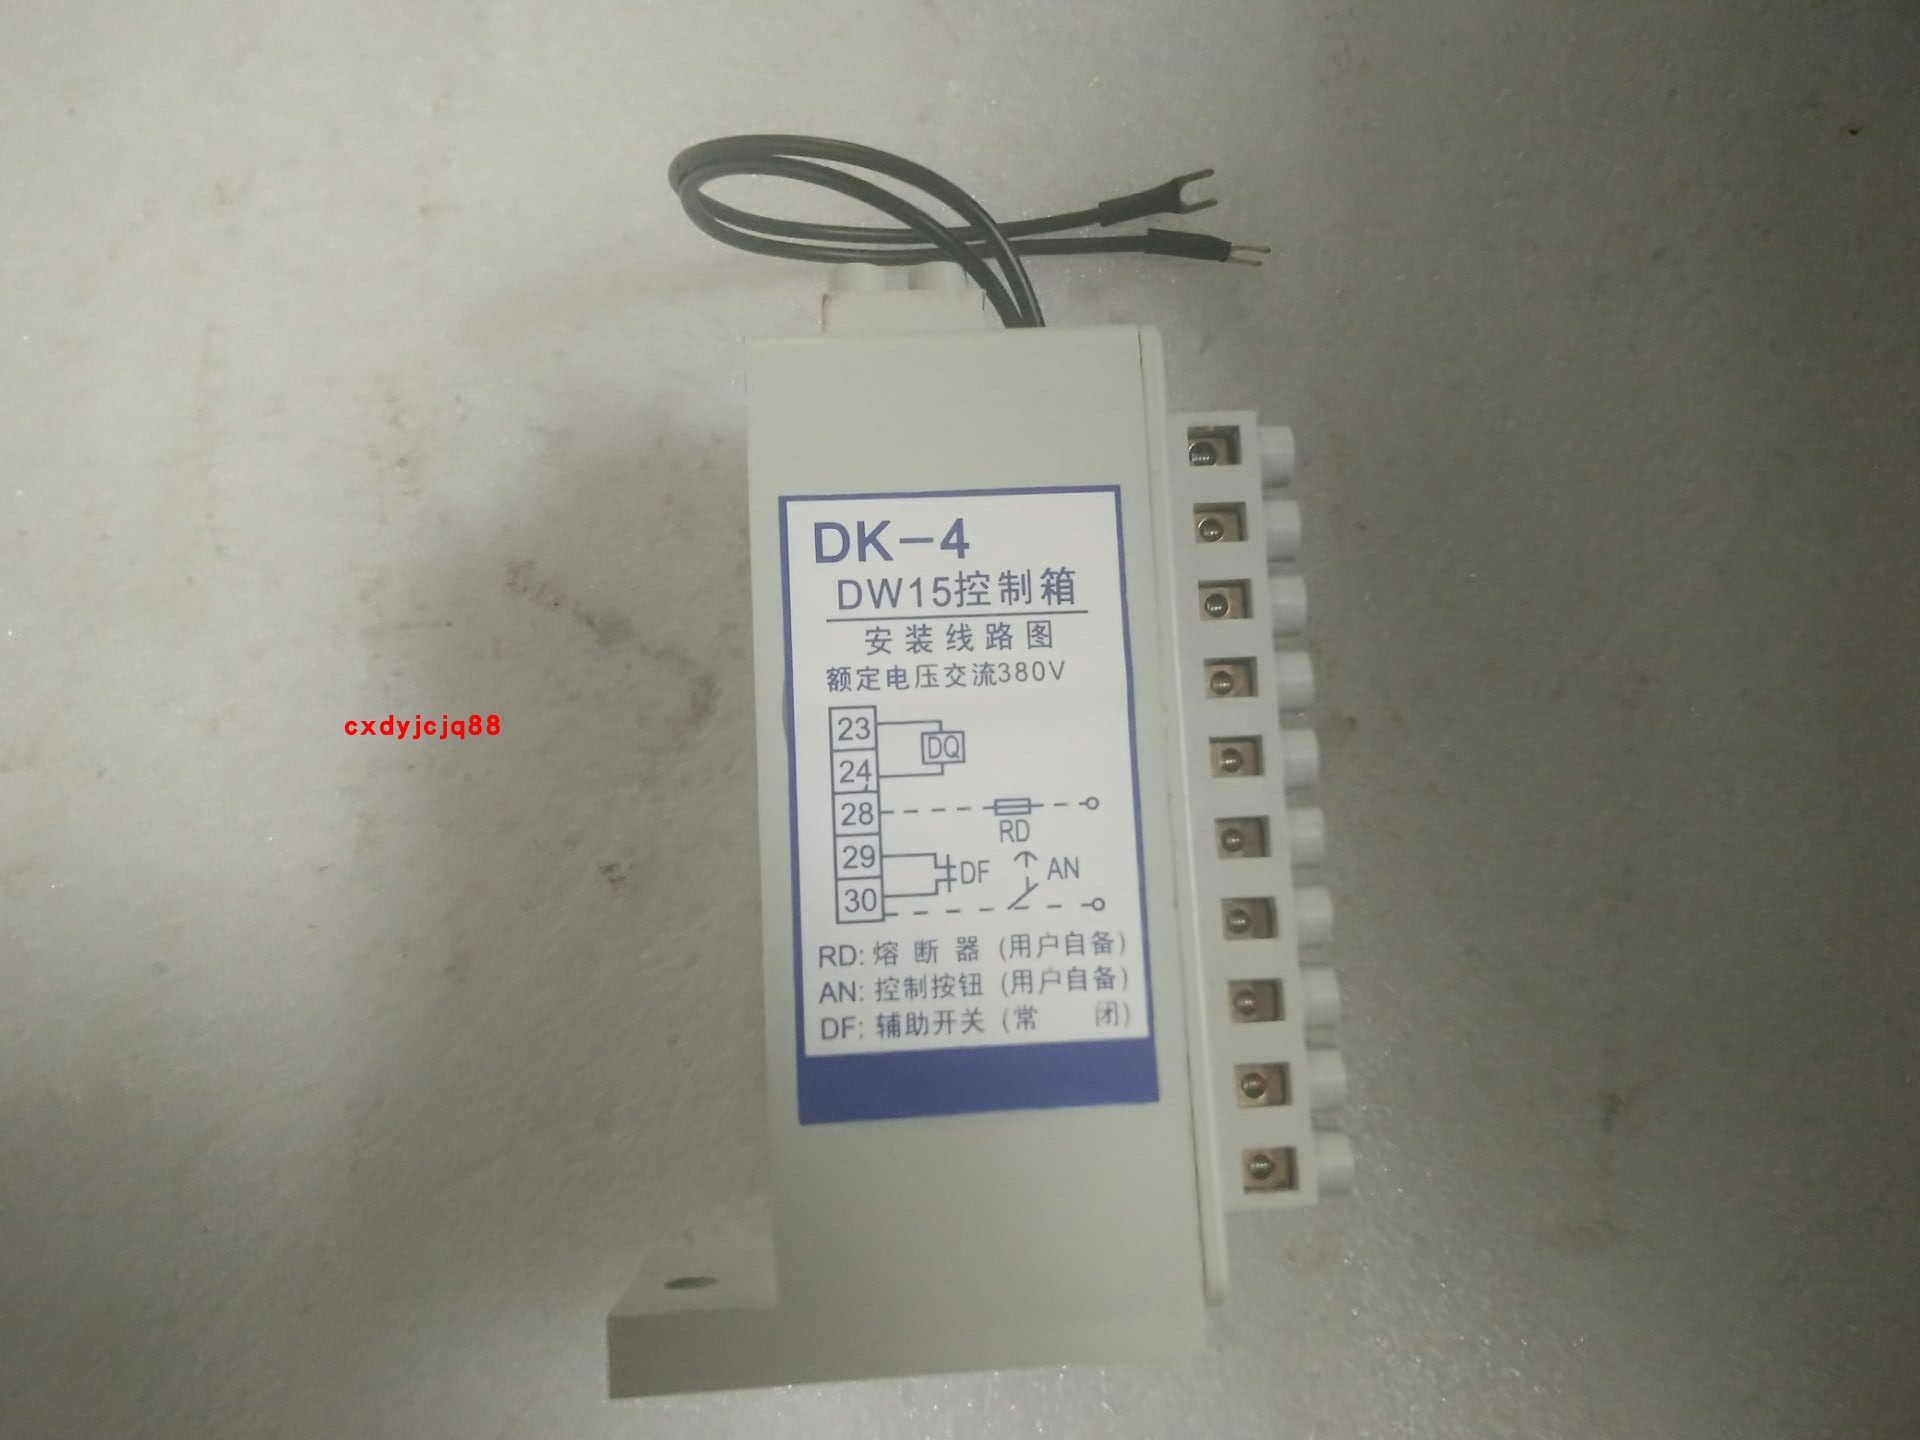 DK-4
DW15控制箱
安装线路图
额定电压交流380V
cxdyjcjq88
23
DQ
24
28
RD
29
DF
AN
30
RD: 熔断器 (用户自备)
AN: 控制按钮 (用户自备)
DF: 辅助开关 (常 闭)